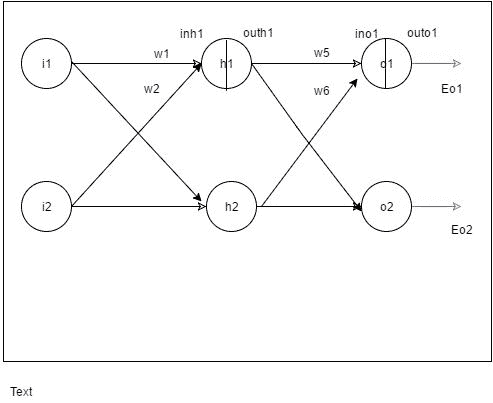 inh1 outh1 ino1 outo1
w1 w5
i1 h1 o1
w2 w6 Eo1
i2 h2 o2
Eo2
Text